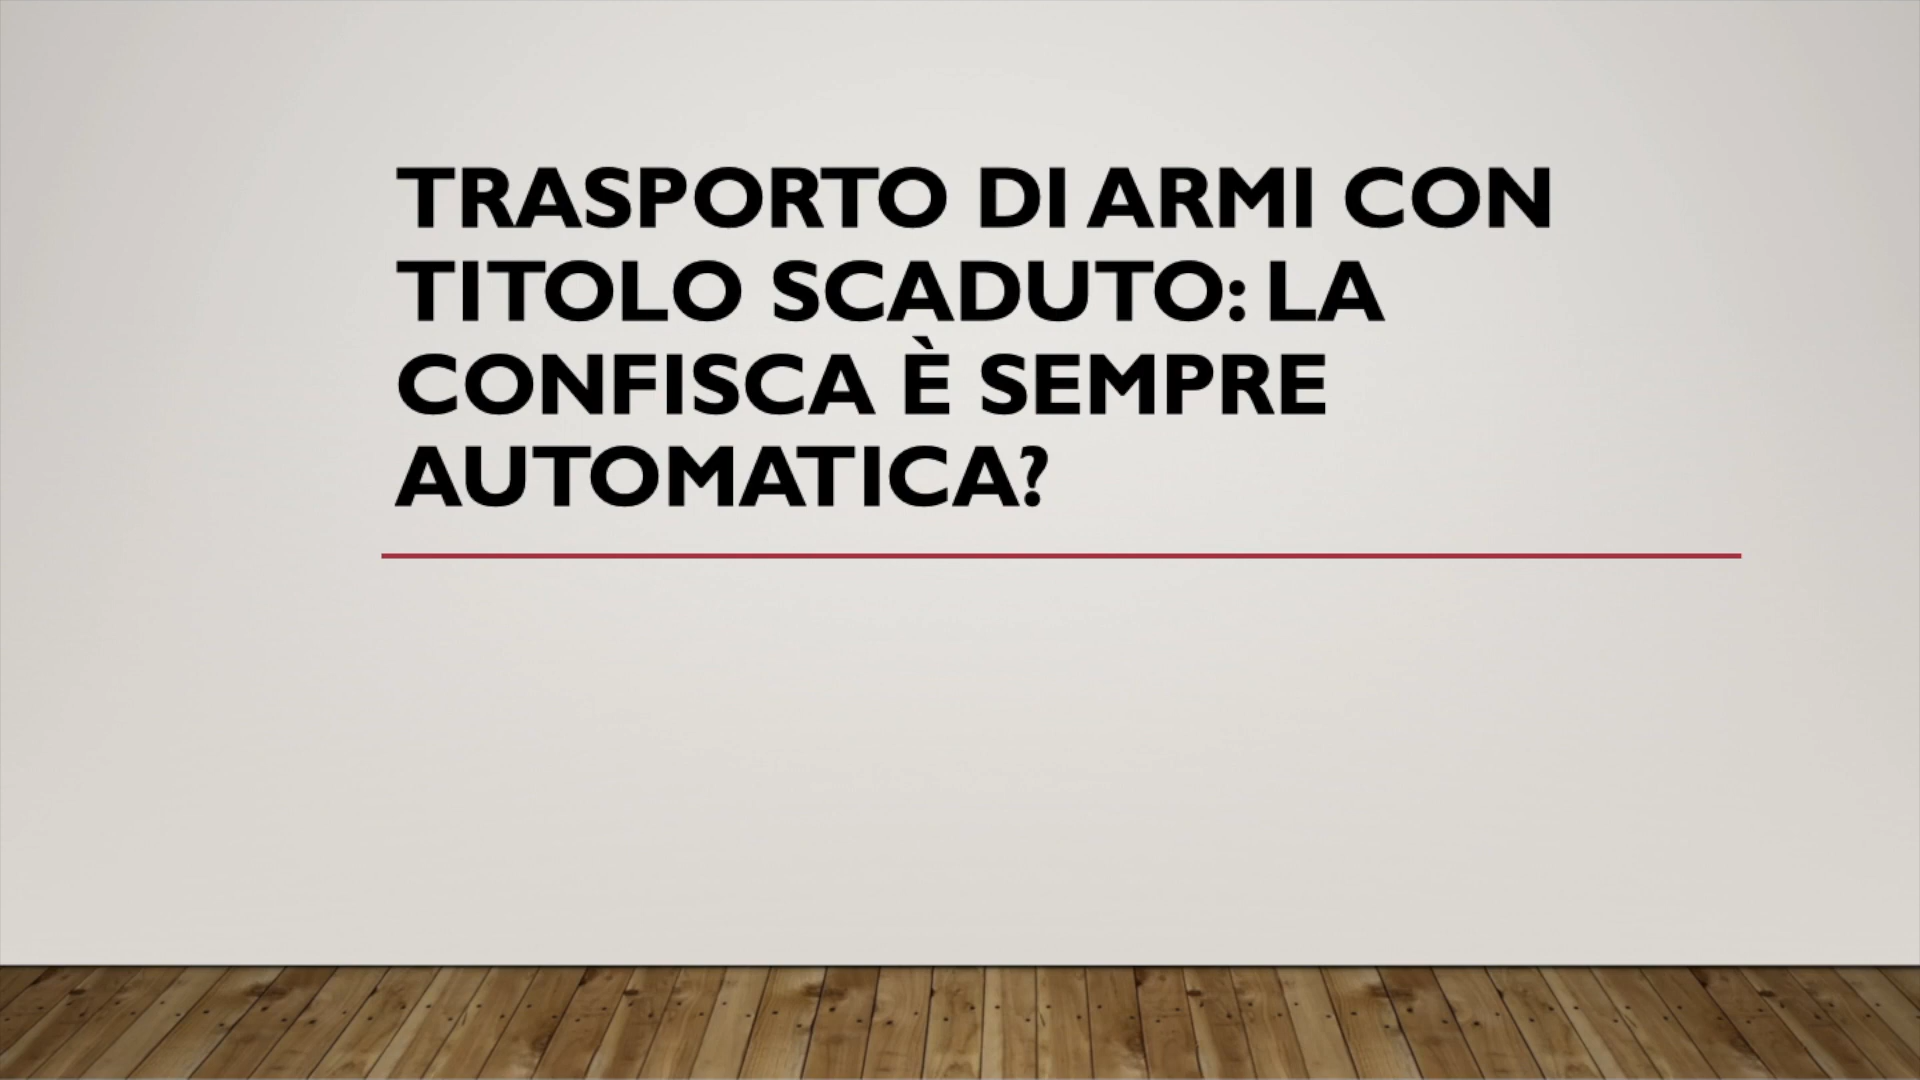 TRASPORTO DI ARMI CON
TITOLO SCADUTO: LA
CONFISCA È SEMPRE
AUTOMATICA?